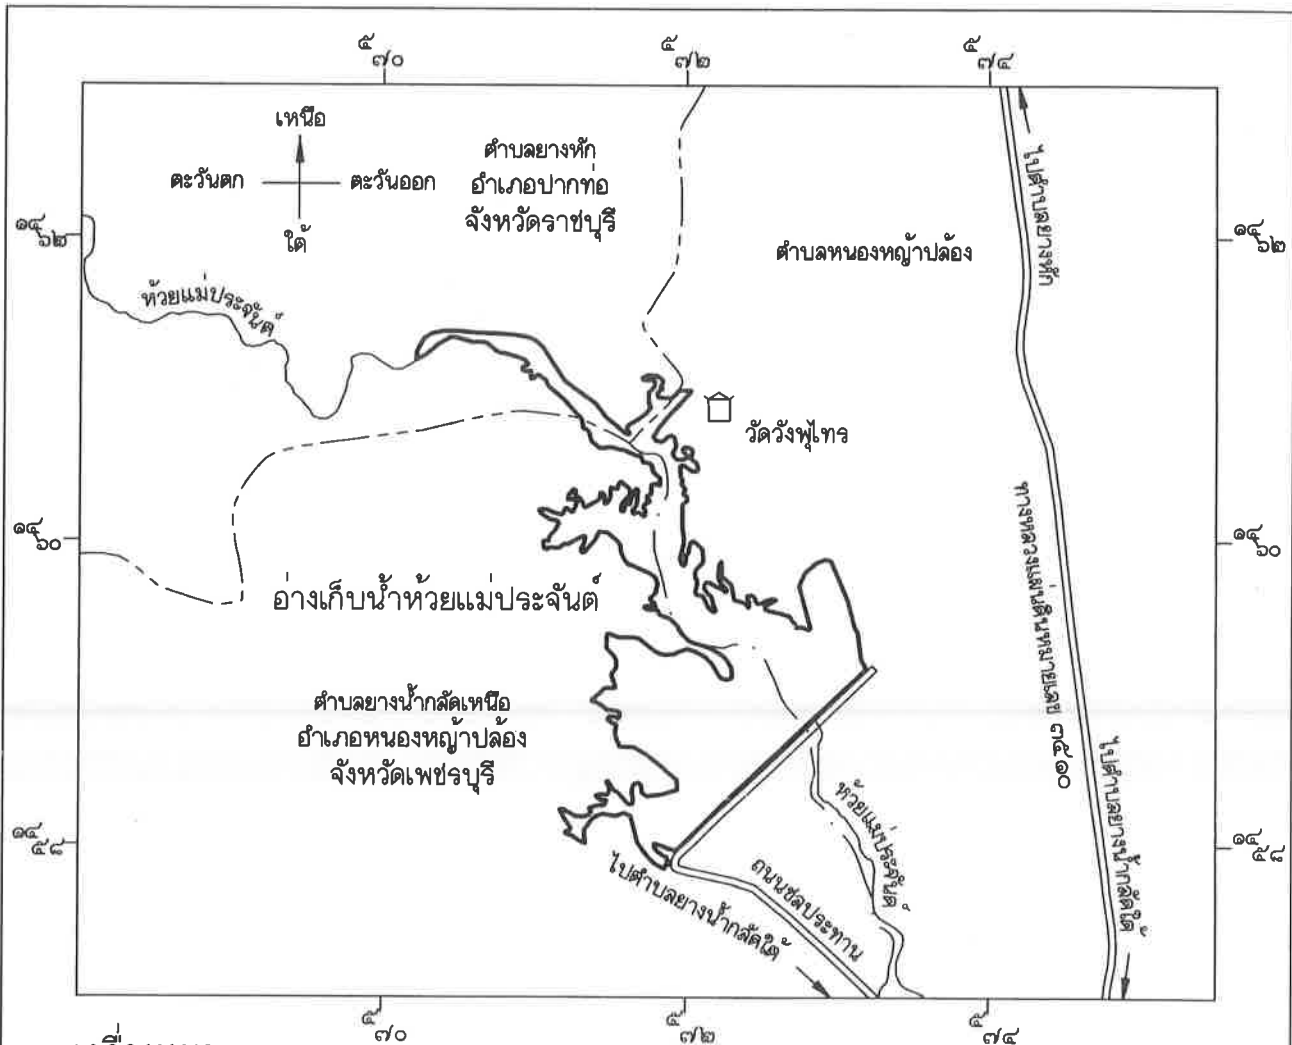 ๕๗๐
๕๗๒
๕๗๔
เหนือ
ตะวันตก
ตะวันออก
ใต้
ตำบลยางหัก
อำเภอปากท่อ
จังหวัดราชบุรี
ตำบลหนองหญ้าปล้อง
ไปตำบลยางหัก
๑๔๖๒
๑๔๖๒
ห้วยแม่ประจันต์
วัดวังพุไทร
ทางหลวงแผ่นดินหมายเลข ๓๕๑๐
๑๔๖๐
๑๔๖๐
อ่างเก็บน้ำห้วยแม่ประจันต์
ตำบลยางน้ำกลัดเหนือ
อำเภอหนองหญ้าปล้อง
จังหวัดเพชรบุรี
ไปตำบลยางน้ำกลัดใต้
ห้วยแม่ประจันต์
๑๔๕๘
๑๔๕๘
ไปตำบลยางน้ำกลัดใต้
ถนนชลประทาน
๕๗๐
๕๗๒
๕๗๔